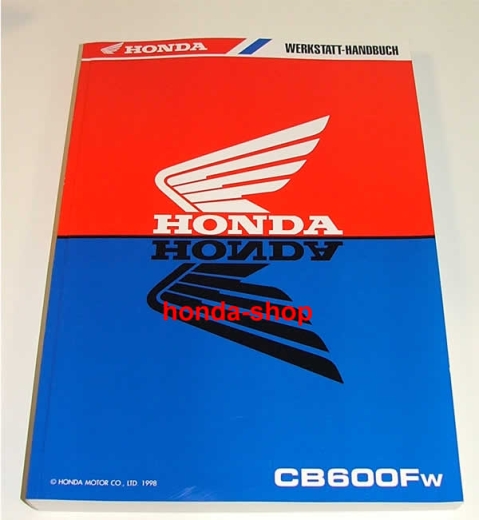 HONDA
WERKSTATT-HANDBUCH
HONDA
HONDA
honda-shop
© HONDA MOTOR CO., LTD 1998
CB600FW